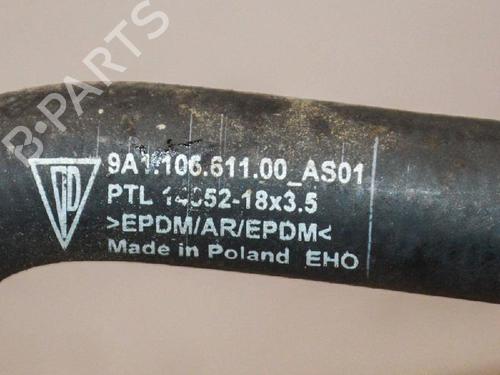 B-PARTS
9A1.106.611.00_AS01
PTL 14052-18x3.5
>EPDM/AR/EPDM<
Made in Poland EHO